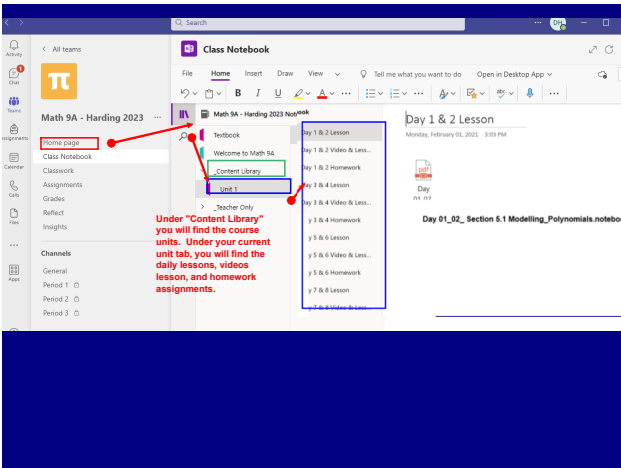 Search
DH
Activity
Chat
Teams
Assignments
Calendar
Calls
Files
Apps
All teams
π
Math 9A - Harding 2023
Home page
Class Notebook
Classwork
Assignments
Grades
Reflect
Insights
Channels
General
Period 1
Period 2
Period 3
Class Notebook
File Home Insert Draw View Tell me what you want to do Open in Desktop App
B I U A
Math 9A - Harding 2023 Notebook
Textbook
Welcome to Math 9A
_Content Library
Unit 1
_Teacher Only
Under "Content Library"
you will find the course
units. Under your current
unit tab, you will find the
daily lessons, videos
lesson, and homework
assignments.
Day 1 & 2 Lesson
Day 1 & 2 Video & Less...
Day 1 & 2 Homework
Day 3 & 4 Lesson
Day 3 & 4 Video & Less...
y 3 & 4 Homework
y 5 & 6 Lesson
y 5 & 6 Video & Less...
y 5 & 6 Homework
y 7 & 8 Lesson
y 7 & 8 Video & Less...
Day 1 & 2 Lesson
Monday, February 01, 2021 3:03 PM
pdf
Day
01_02
Day 01_02_ Section 5.1 Modelling_Polynomials.notebo